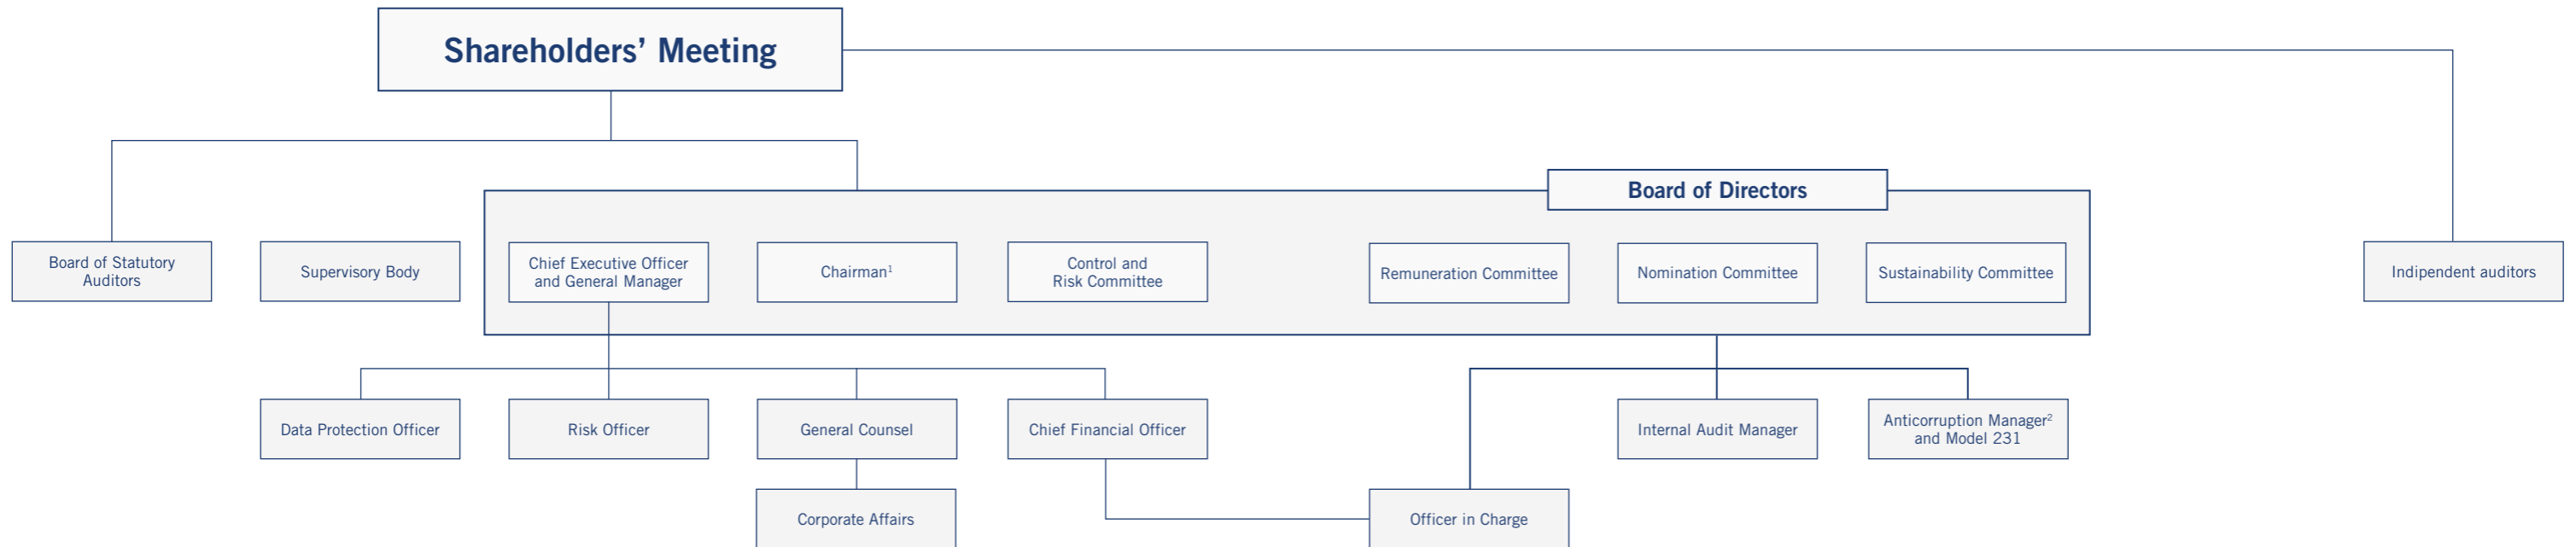 Shareholders’ Meeting
Board of Directors
Board of Statutory
Auditors
Supervisory Body
Chief Executive Officer
and General Manager
Chairman¹
Control and
Risk Committee
Remuneration Committee
Nomination Committee
Sustainability Committee
Indipendent auditors
Data Protection Officer
Risk Officer
General Counsel
Chief Financial Officer
Internal Audit Manager
Anticorruption Manager²
and Model 231
Corporate Affairs
Officer in Charge